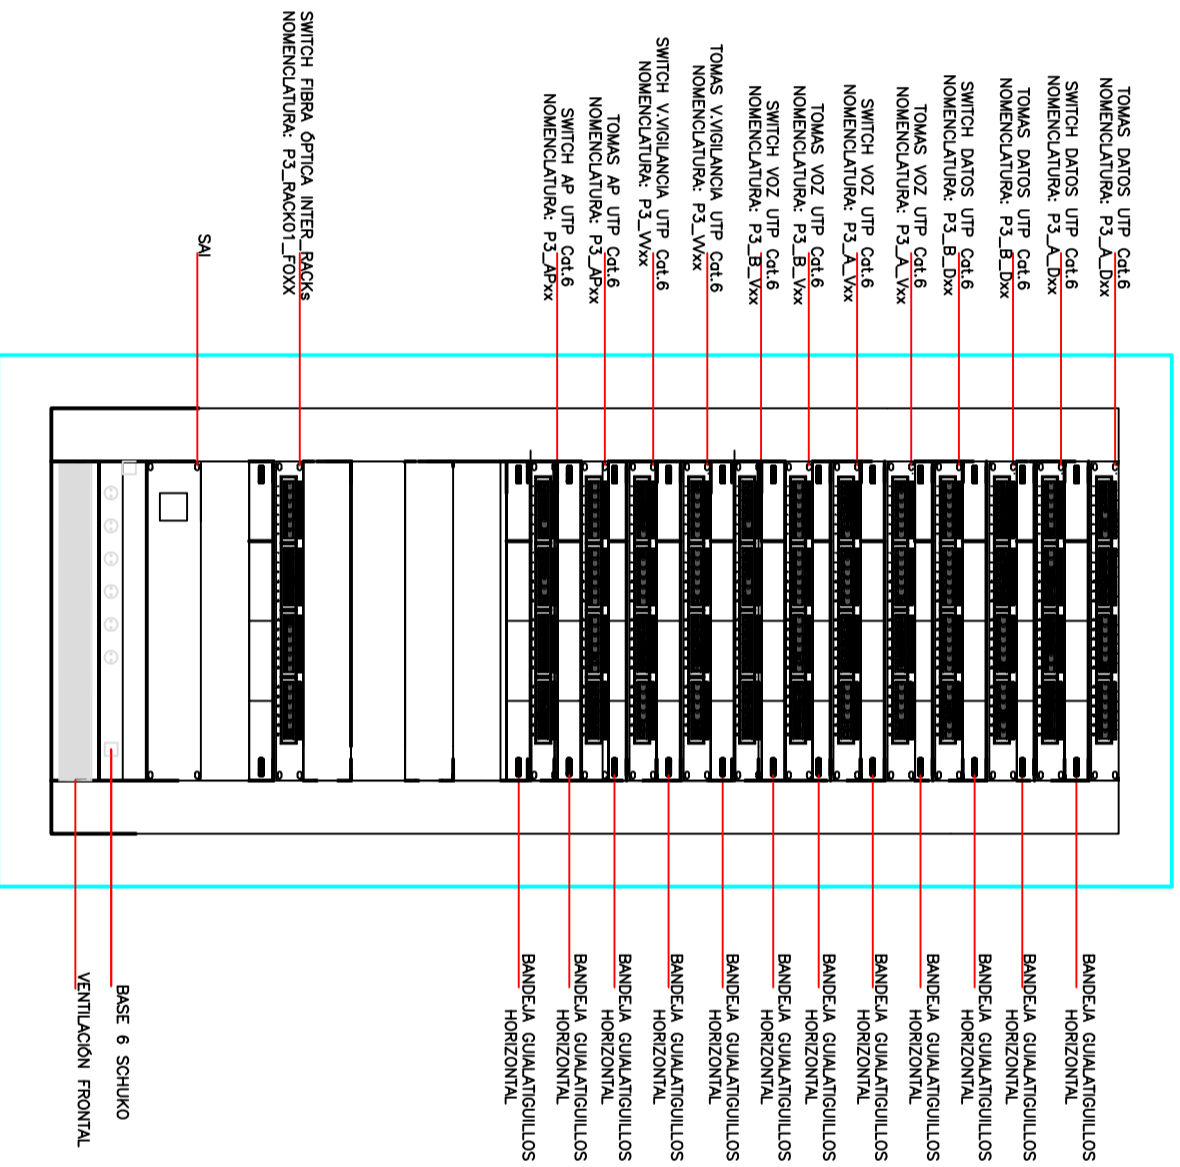 TOMAS DATOS UTP Cat.6
NOMENCLATURA: P3_A_Dxx
SWITCH DATOS UTP Cat.6
NOMENCLATURA: P3_A_Dxx
TOMAS DATOS UTP Cat.6
NOMENCLATURA: P3_B_Dxx
SWITCH DATOS UTP Cat.6
NOMENCLATURA: P3_B_Dxx
TOMAS VOZ UTP Cat.6
NOMENCLATURA: P3_A_Vxx
SWITCH VOZ UTP Cat.6
NOMENCLATURA: P3_A_Vxx
TOMAS VOZ UTP Cat.6
NOMENCLATURA: P3_B_Vxx
SWITCH VOZ UTP Cat.6
NOMENCLATURA: P3_B_Vxx
TOMAS V.VIGILANCIA UTP Cat.6
NOMENCLATURA: P3_VVxx
SWITCH V.VIGILANCIA UTP Cat.6
NOMENCLATURA: P3_VVxx
TOMAS AP UTP Cat.6
NOMENCLATURA: P3_APxx
SWITCH AP UTP Cat.6
NOMENCLATURA: P3_APxx
SWITCH FIBRA ÓPTICA INTER_RACKs
NOMENCLATURA: P3_RACK01_FOXX
SAI
BANDEJA GUIALATIGUILLOS
HORIZONTAL
BANDEJA GUIALATIGUILLOS
HORIZONTAL
BANDEJA GUIALATIGUILLOS
HORIZONTAL
BANDEJA GUIALATIGUILLOS
HORIZONTAL
BANDEJA GUIALATIGUILLOS
HORIZONTAL
BANDEJA GUIALATIGUILLOS
HORIZONTAL
BANDEJA GUIALATIGUILLOS
HORIZONTAL
BANDEJA GUIALATIGUILLOS
HORIZONTAL
BANDEJA GUIALATIGUILLOS
HORIZONTAL
BANDEJA GUIALATIGUILLOS
HORIZONTAL
BANDEJA GUIALATIGUILLOS
HORIZONTAL
BANDEJA GUIALATIGUILLOS
HORIZONTAL
BASE 6 SCHUKO
VENTILACIÓN FRONTAL